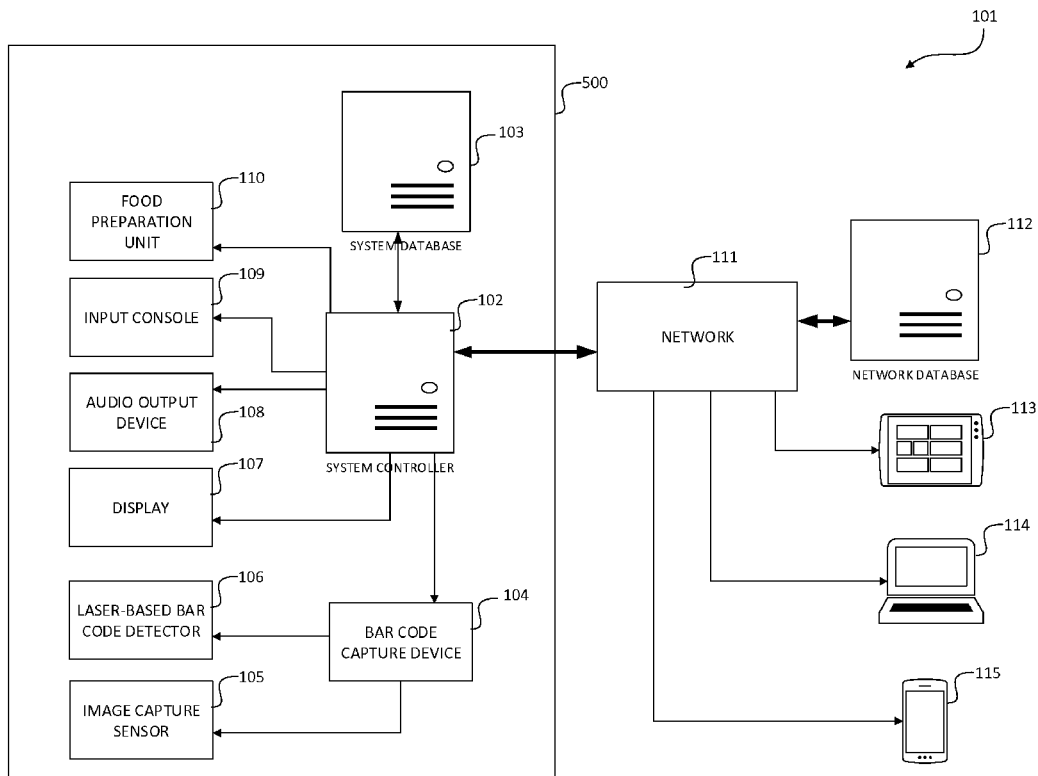 101
500
103
SYSTEM DATABASE
110
FOOD
PREPARATION
UNIT
109
INPUT CONSOLE
102
SYSTEM CONTROLLER
AUDIO OUTPUT
DEVICE
108
107
DISPLAY
106
LASER-BASED BAR
CODE DETECTOR
104
BAR CODE
CAPTURE DEVICE
105
IMAGE CAPTURE
SENSOR
111
NETWORK
112
NETWORK DATABASE
113
114
115